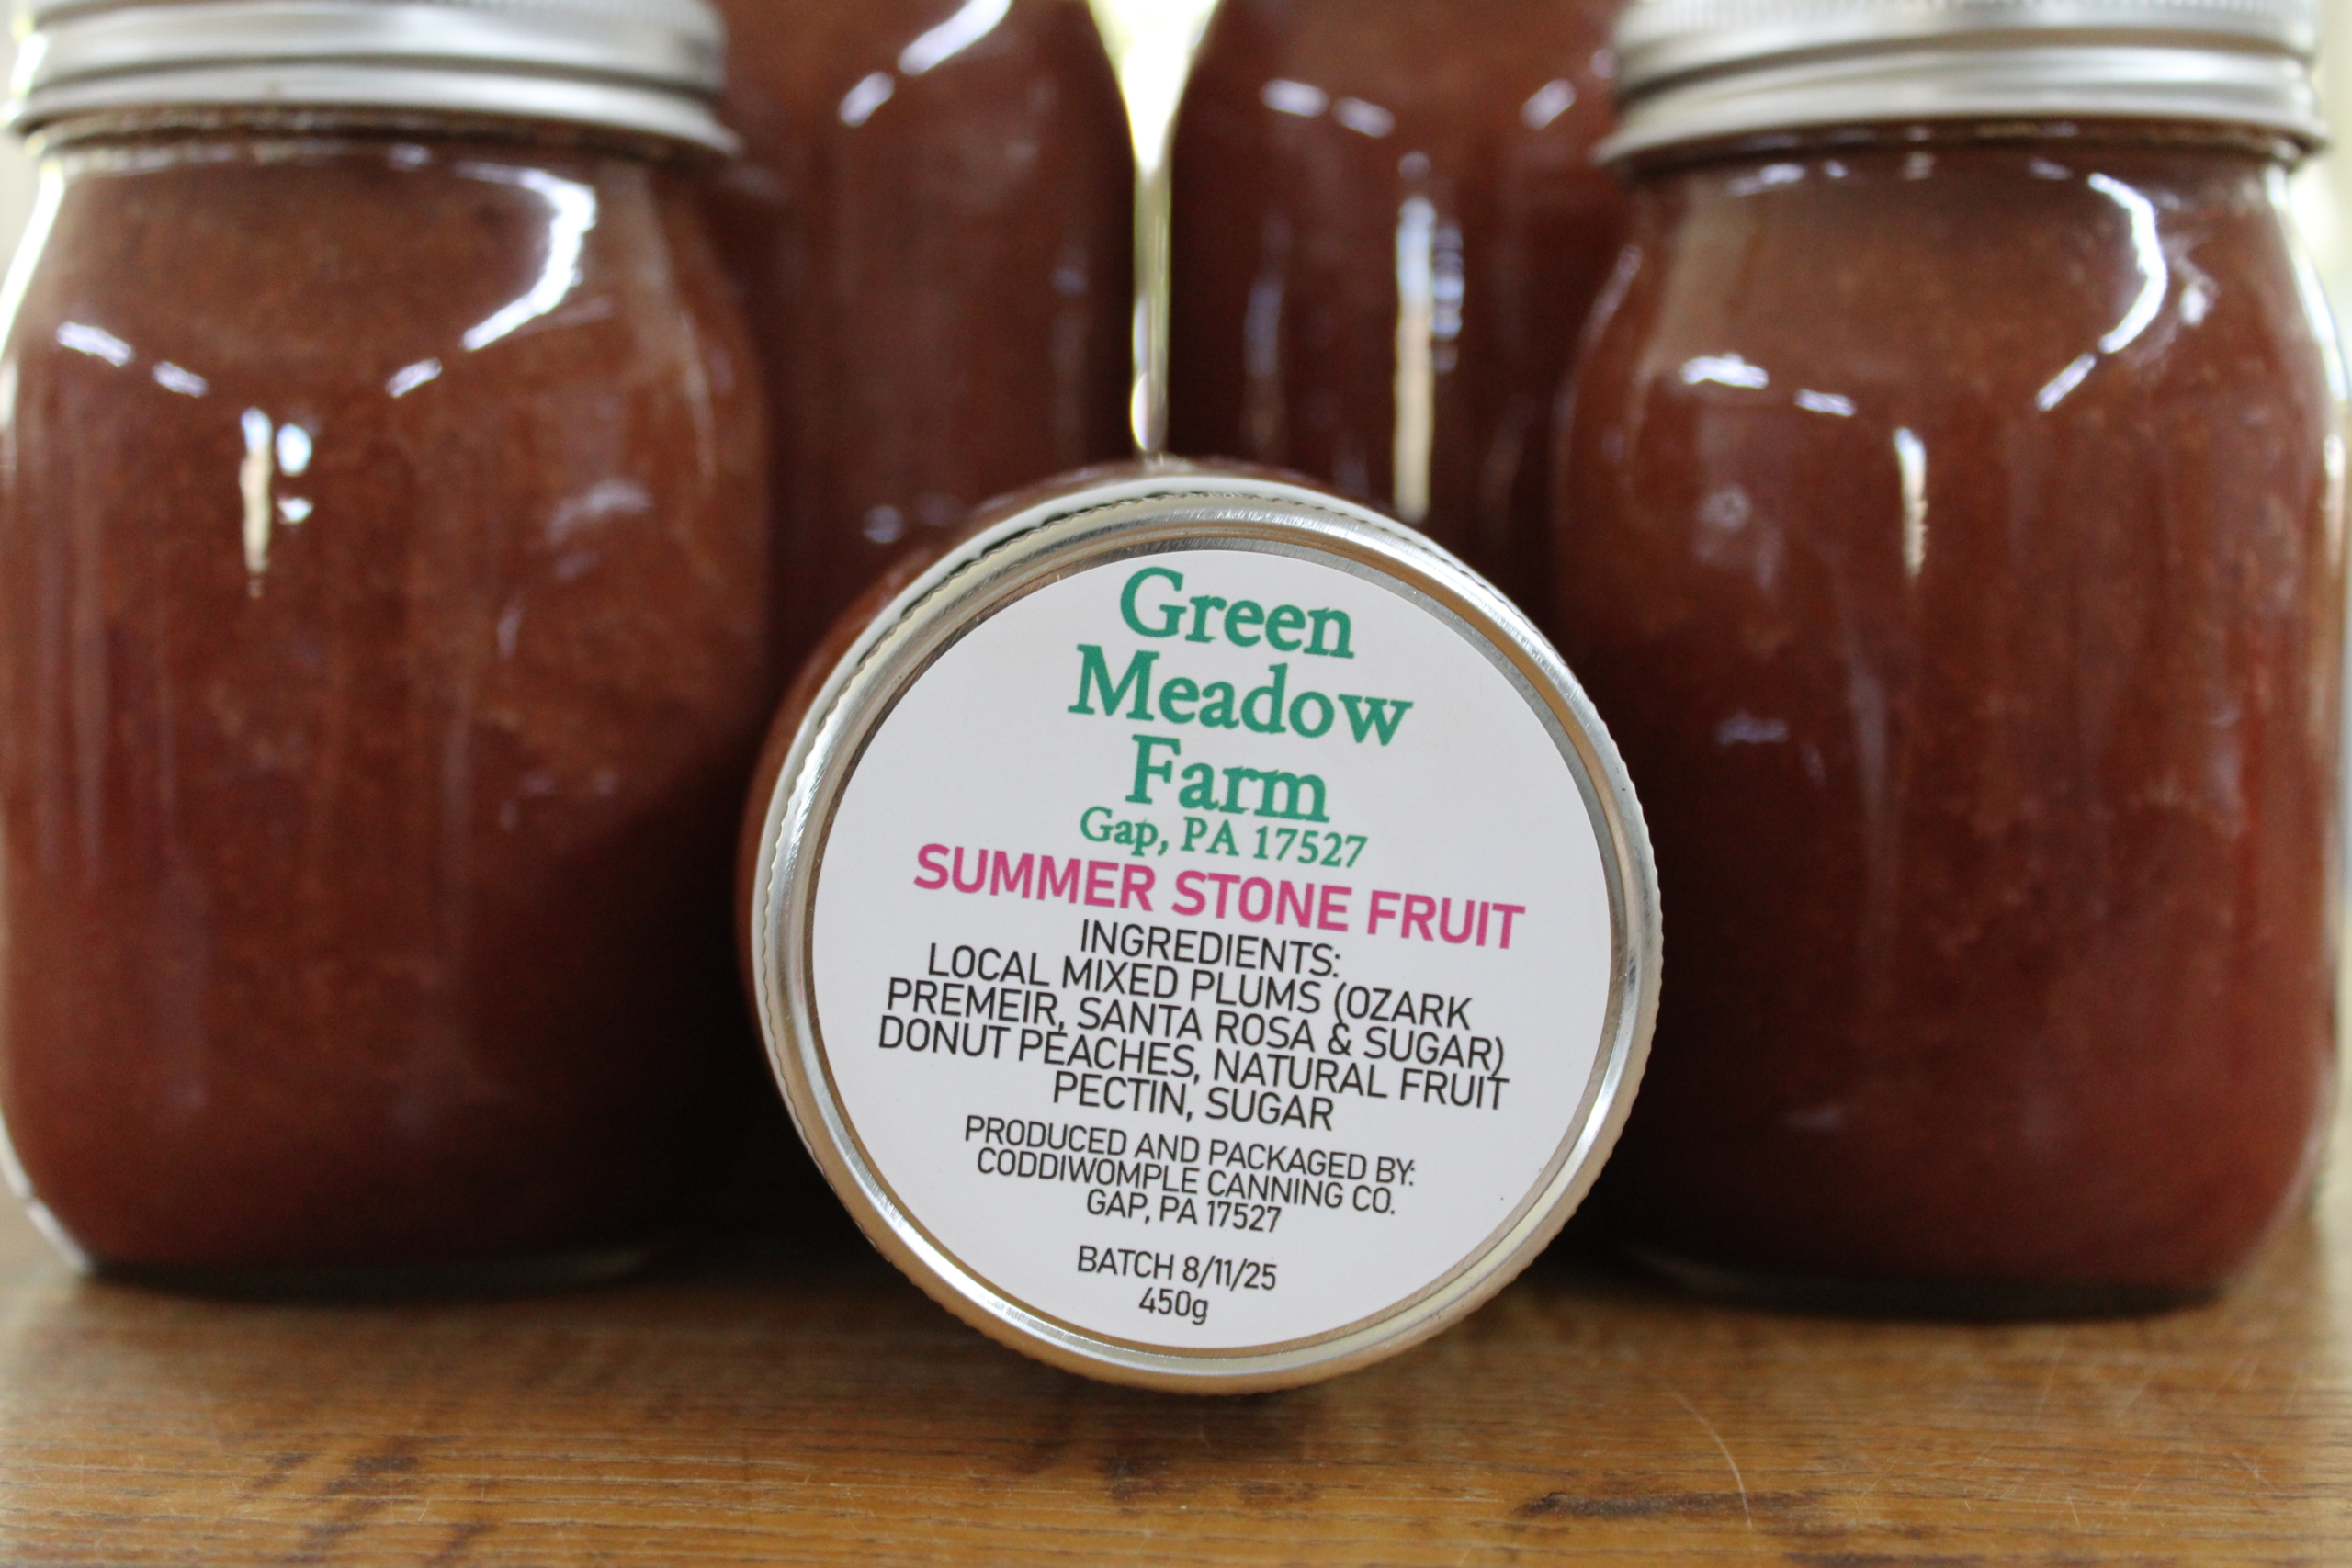 Green
Meadow
Farm
Gap, PA 17527
SUMMER STONE FRUIT
INGREDIENTS:
LOCAL MIXED PLUMS (OZARK
PREMEIR, SANTA ROSA & SUGAR)
DONUT PEACHES, NATURAL FRUIT
PECTIN, SUGAR
PRODUCED AND PACKAGED BY:
CODDIWOMPLE CANNING CO.
GAP, PA 17527
BATCH 8/11/25
450g